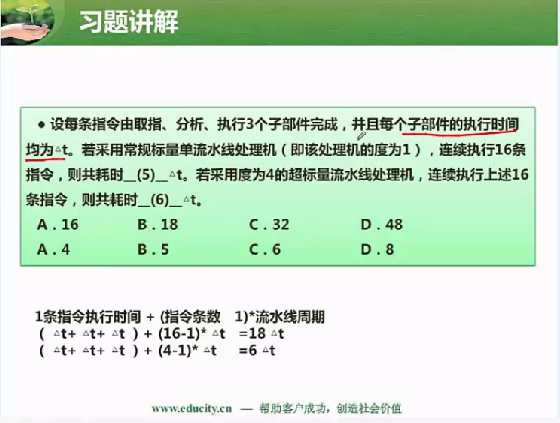 习题讲解
● 设每条指令由取指、分析、执行3个子部件完成，并且每个子部件的执行时间
均为△t。若采用常规标量单流水线处理机（即该处理机的度为1），连续执行16条
指令，则共耗时__(5)__△t。若采用度为4的超标量流水线处理机，连续执行上述16
条指令，则共耗时__(6)__△t。
A．16 B．18 C．32 D．48
A．4 B．5 C．6 D．8
1条指令执行时间 + (指令条数 1)*流水线周期
( △t+ △t+ △t ) + (16-1)* △t =18 △t
( △t+ △t+ △t ) + (4-1)* △t =6 △t
www.educity.cn — 帮助客户成功，创造社会价值